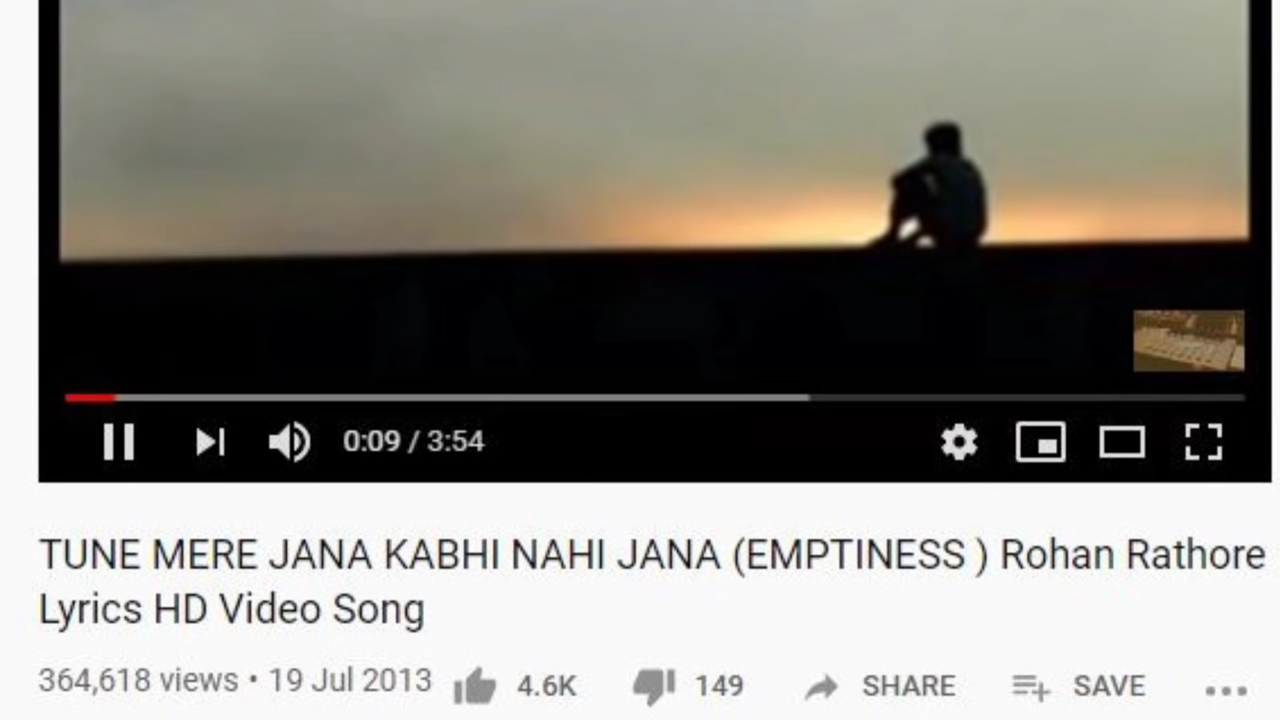 0:09 / 3:54
TUNE MERE JANA KABHI NAHI JANA (EMPTINESS ) Rohan Rathore
Lyrics HD Video Song
364,618 views • 19 Jul 2013 4.6K 149 SHARE SAVE